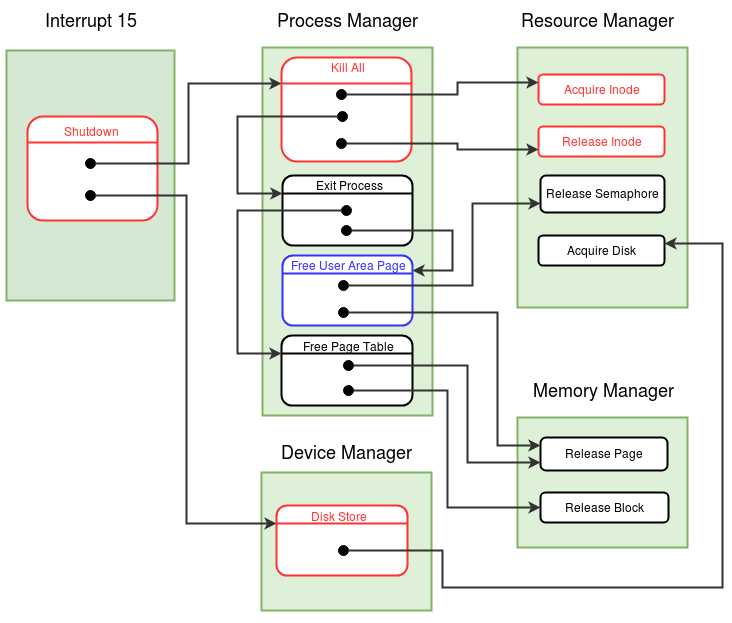 Interrupt 15
Shutdown
Process Manager
Kill All
Exit Process
Free User Area Page
Free Page Table
Device Manager
Disk Store
Resource Manager
Acquire Inode
Release Inode
Release Semaphore
Acquire Disk
Memory Manager
Release Page
Release Block